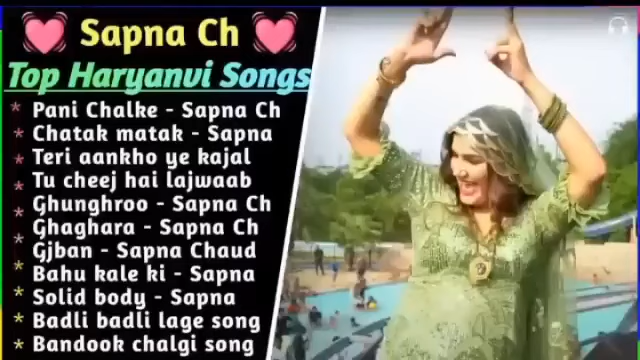 Sapna Ch
Top Haryanvi Songs
* Pani Chalke - Sapna Ch
* Chatak matak - Sapna
* Teri aankho ye kajal
* Tu cheej hai lajwaab
* Ghunghroo - Sapna Ch
* Ghaghara - Sapna Ch
* Gjban - Sapna Chaud
* Bahu kale ki - Sapna
* Solid body - Sapna
* Badli badli lage song
* Bandook chalgi song